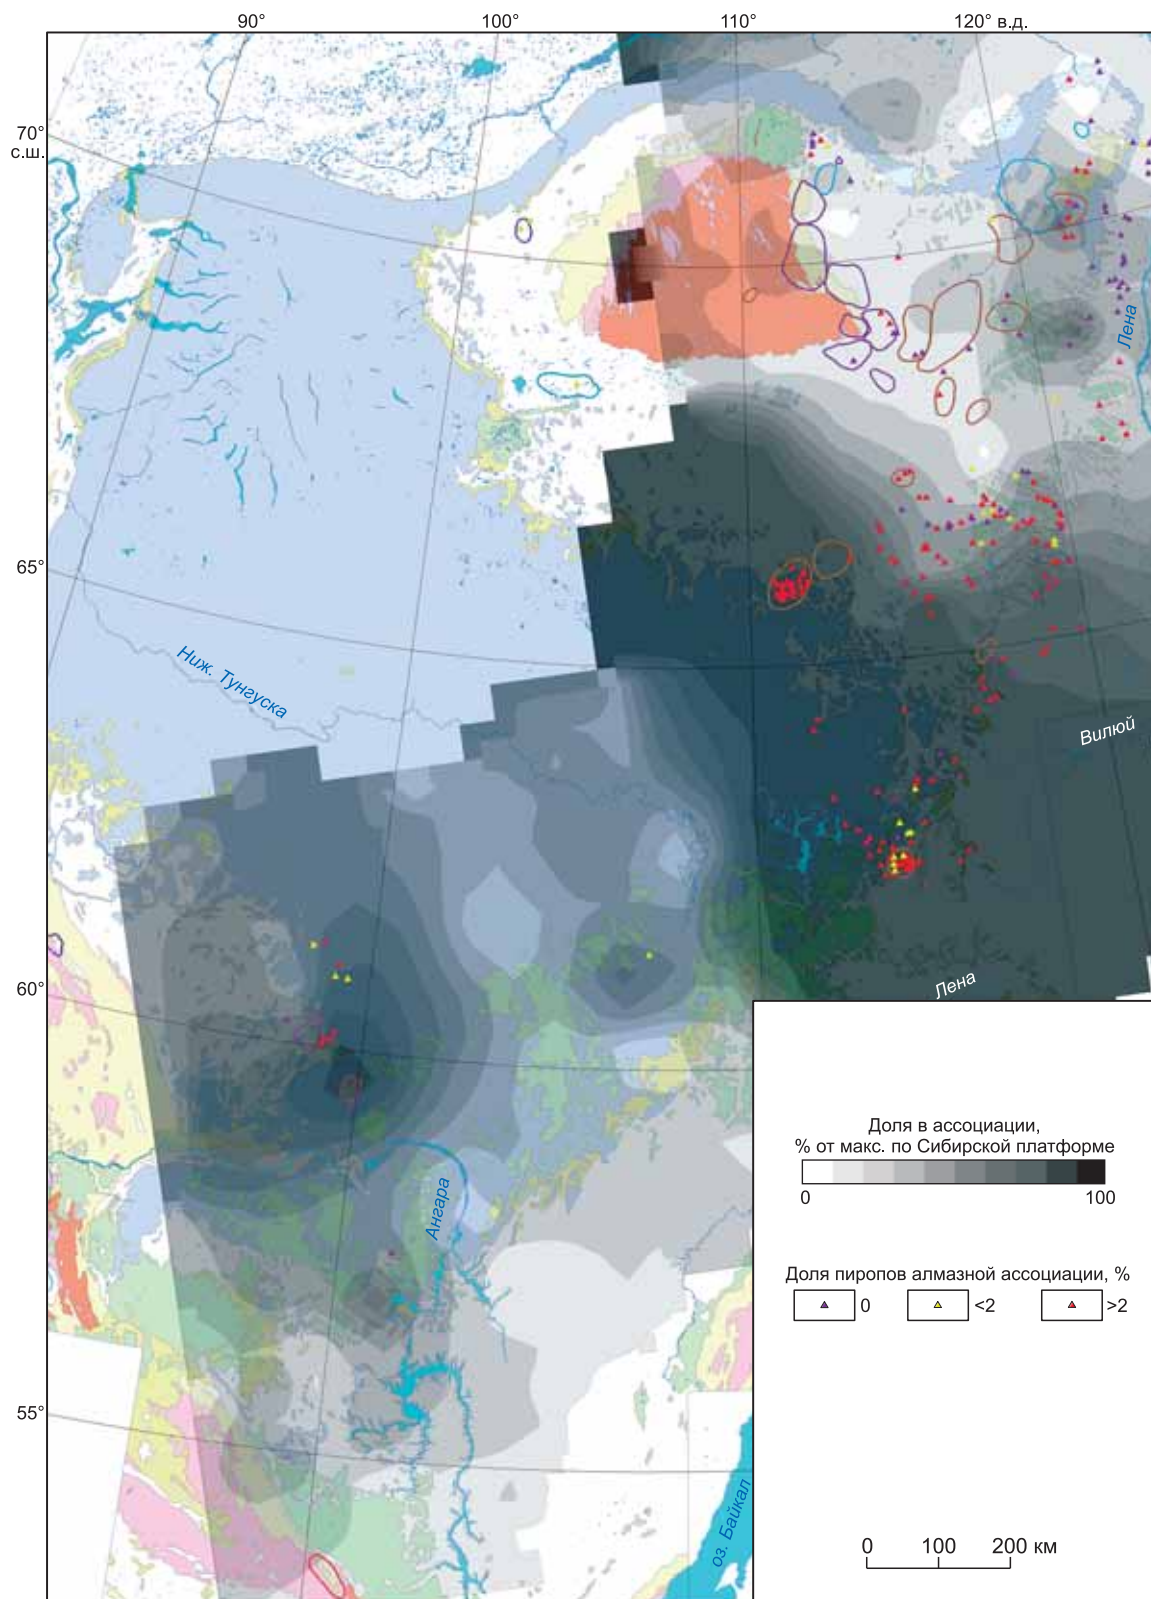 90°
100°
110°
120° в.д.
70°
с.ш.
Лена
65°
Ниж. Тунгуска
Вилюй
60°
Лена
Ангара
55°
оз. Байкал
Доля в ассоциации,
% от макс. по Сибирской платформе
0 100
Доля пиропов алмазной ассоциации, %
0 <2 >2
0 100 200 км